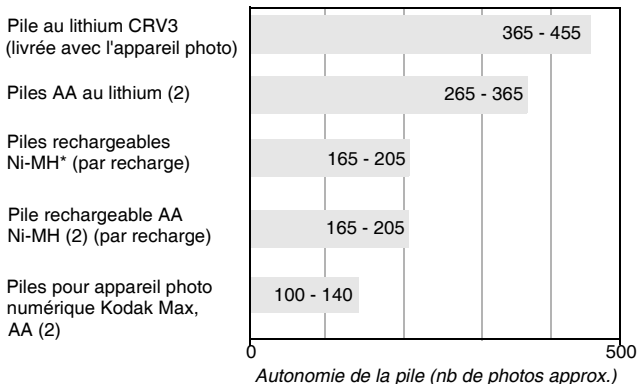 Pile au lithium CRV3
(livrée avec l'appareil photo)
365 - 455
Piles AA au lithium (2)
265 - 365
Piles rechargeables
Ni-MH* (par recharge)
165 - 205
Pile rechargeable AA
Ni-MH (2) (par recharge)
165 - 205
Piles pour appareil photo
numérique Kodak Max,
AA (2)
100 - 140
0
500
Autonomie de la pile (nb de photos approx.)